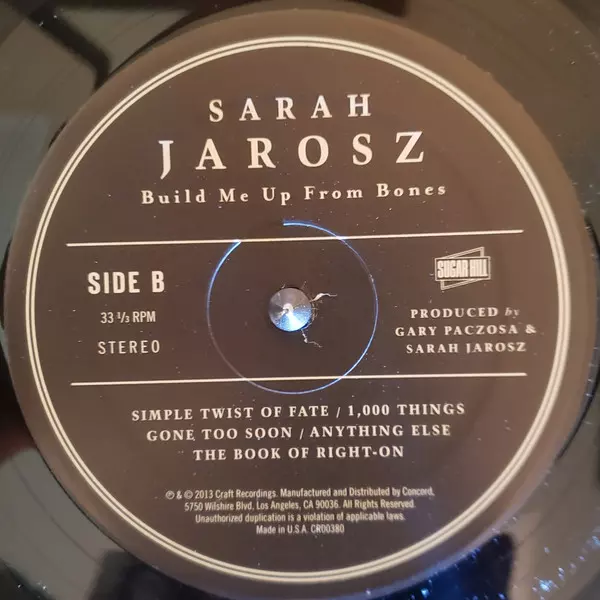 SARAH
JAROSZ
Build Me Up From Bones
SIDE B
33 1/3 RPM
STEREO
SUGAR HILL
PRODUCED by
GARY PACZOSA &
SARAH JAROSZ
SIMPLE TWIST OF FATE / 1,000 THINGS
GONE TOO SOON / ANYTHING ELSE
THE BOOK OF RIGHT-ON
℗ & © 2013 Craft Recordings. Manufactured and Distributed by Concord,
5750 Wilshire Blvd, Los Angeles, CA 90036. All Rights Reserved.
Unauthorized duplication is a violation of applicable laws.
Made in U.S.A. CR00380